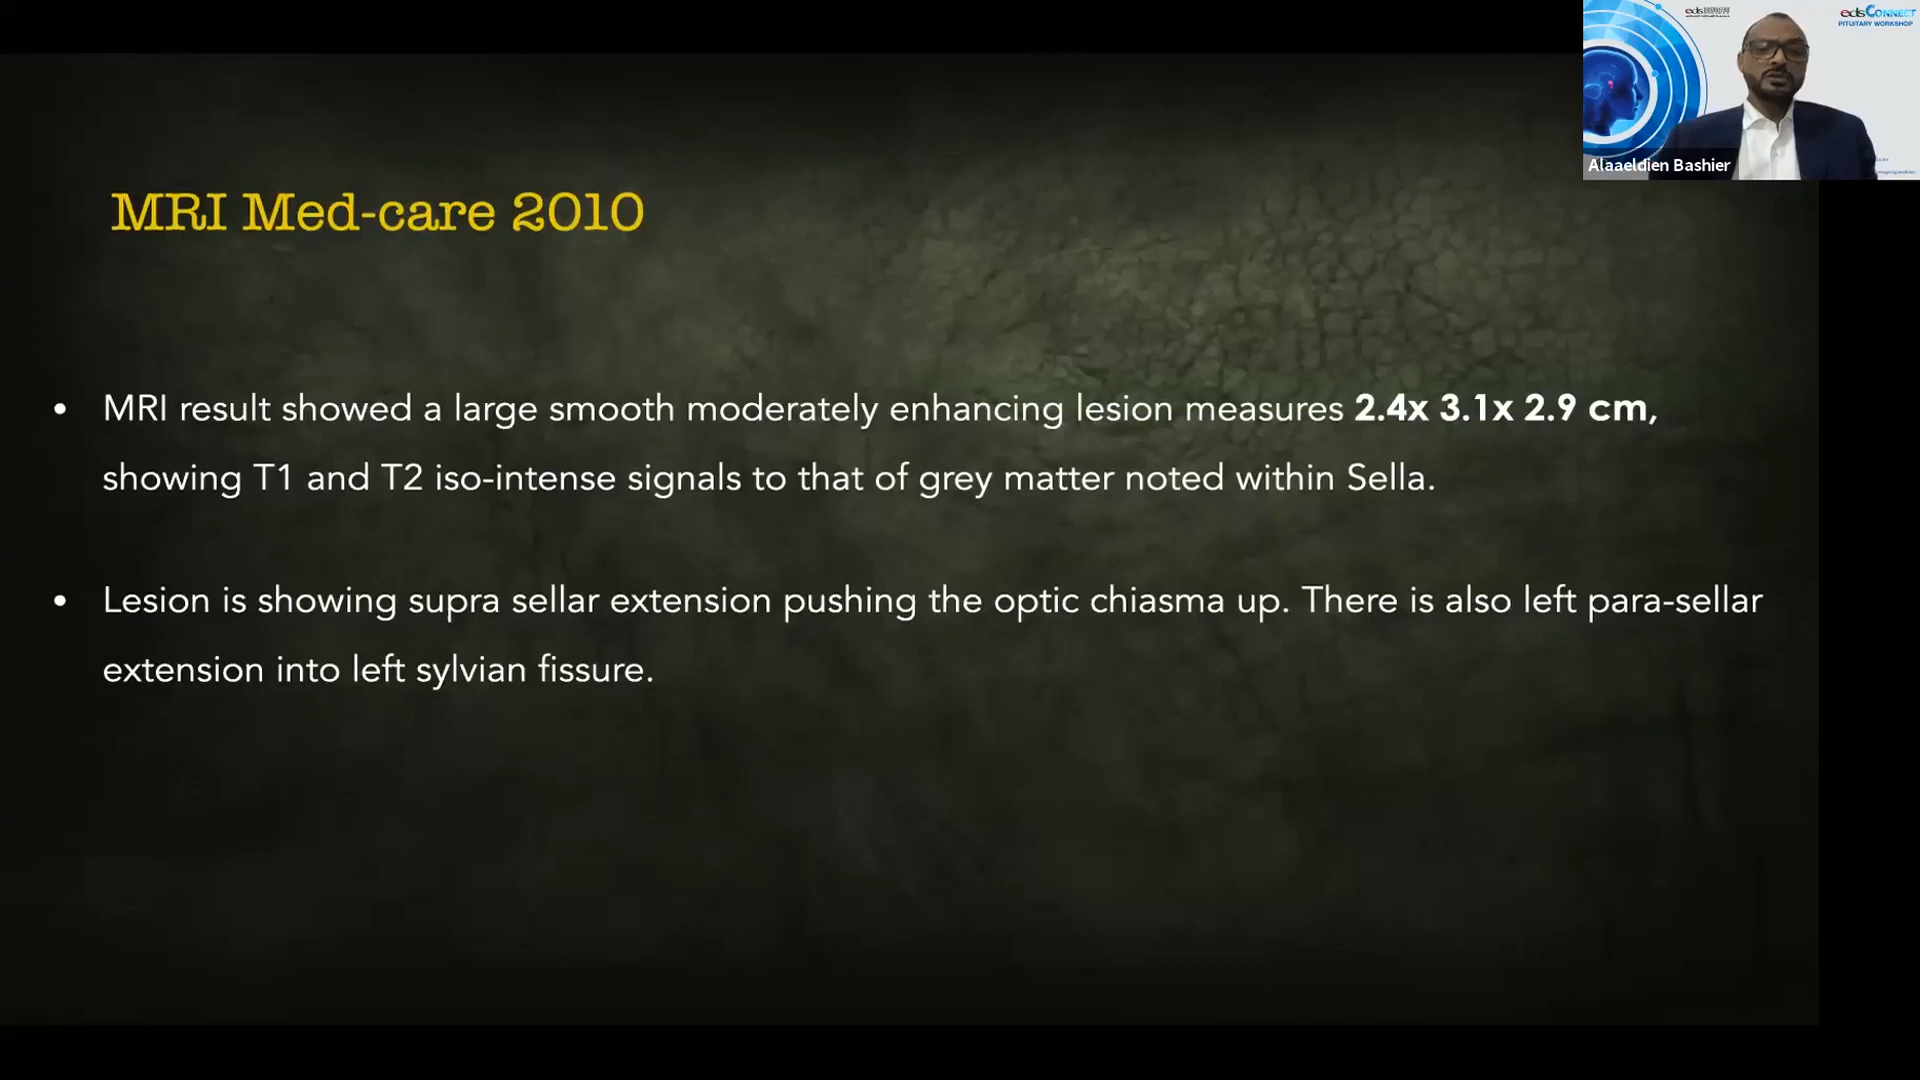 edsConnect
PITUITARY WORKSHOP
Alaaeldien Bashier
MRI Med-care 2010
• MRI result showed a large smooth moderately enhancing lesion measures 2.4x 3.1x 2.9 cm,
showing T1 and T2 iso-intense signals to that of grey matter noted within Sella.
• Lesion is showing supra sellar extension pushing the optic chiasma up. There is also left para-sellar
extension into left sylvian fissure.